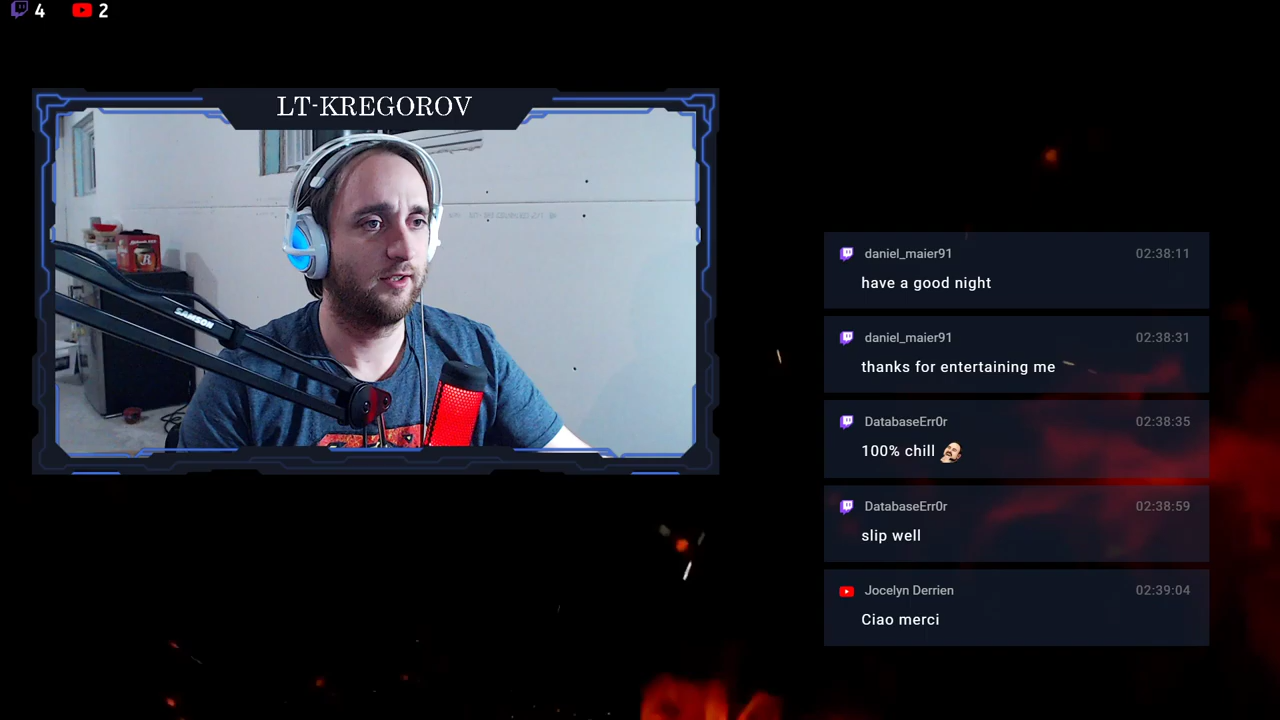 4 2
LT-KREGOROV
SAMSON
daniel_maier91 02:38:11
have a good night
daniel_maier91 02:38:31
thanks for entertaining me
DatabaseErr0r 02:38:35
100% chill
DatabaseErr0r 02:38:59
slip well
Jocelyn Derrien 02:39:04
Ciao merci